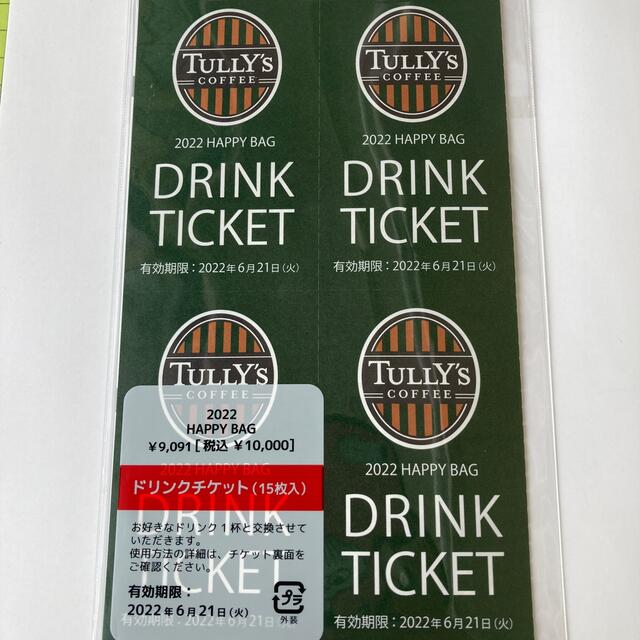 TULLY'S
COFFEE
2022 HAPPY BAG
DRINK
TICKET
有効期限：2022年6月21日（火）
TULLY'S
COFFEE
2022 HAPPY BAG
DRINK
TICKET
有効期限：2022年6月21日（火）
TULLY'S
COFFEE
2022
HAPPY BAG
¥9,091［税込 ¥10,000］
ドリンクチケット（15枚入）
お好きなドリンク1杯と交換させて
いただきます。
使用方法の詳細は、チケット裏面を
ご確認ください。
有効期限：
2022年6月21日（火）
プラ
外装
DRINK
TICKET
TULLY'S
COFFEE
2022 HAPPY BAG
DRINK
TICKET
有効期限：2022年6月21日（火）